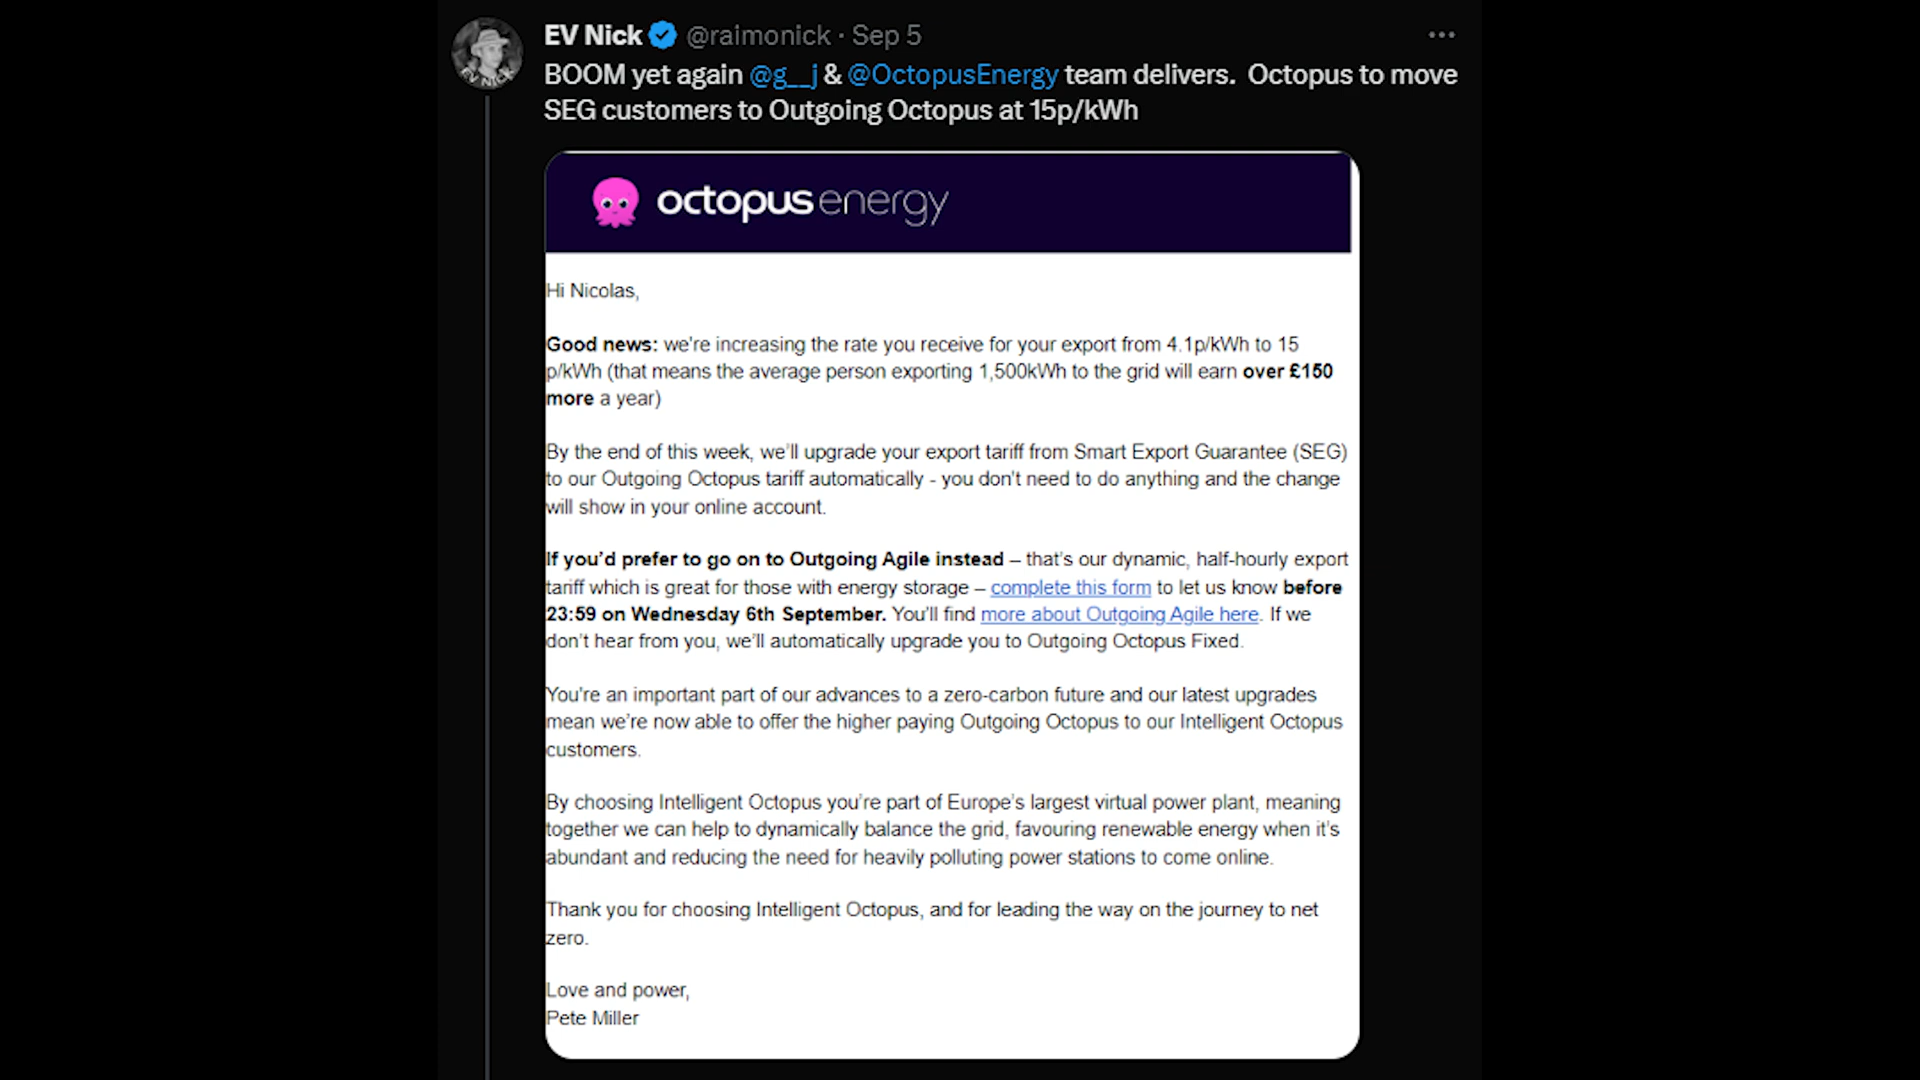 EV Nick @raimonick · Sep 5
BOOM yet again @g__j & @OctopusEnergy team delivers. Octopus to move
SEG customers to Outgoing Octopus at 15p/kWh
EV NICK
octopus energy
Hi Nicolas,
Good news: we're increasing the rate you receive for your export from 4.1p/kWh to 15
p/kWh (that means the average person exporting 1,500kWh to the grid will earn over £150
more a year)
By the end of this week, we'll upgrade your export tariff from Smart Export Guarantee (SEG)
to our Outgoing Octopus tariff automatically - you don't need to do anything and the change
will show in your online account.
If you'd prefer to go on to Outgoing Agile instead – that's our dynamic, half-hourly export
tariff which is great for those with energy storage – complete this form to let us know before
23:59 on Wednesday 6th September. You'll find more about Outgoing Agile here. If we
don't hear from you, we'll automatically upgrade you to Outgoing Octopus Fixed.
You're an important part of our advances to a zero-carbon future and our latest upgrades
mean we're now able to offer the higher paying Outgoing Octopus to our Intelligent Octopus
customers.
By choosing Intelligent Octopus you're part of Europe's largest virtual power plant, meaning
together we can help to dynamically balance the grid, favouring renewable energy when it's
abundant and reducing the need for heavily polluting power stations to come online.
Thank you for choosing Intelligent Octopus, and for leading the way on the journey to net
zero.
Love and power,
Pete Miller